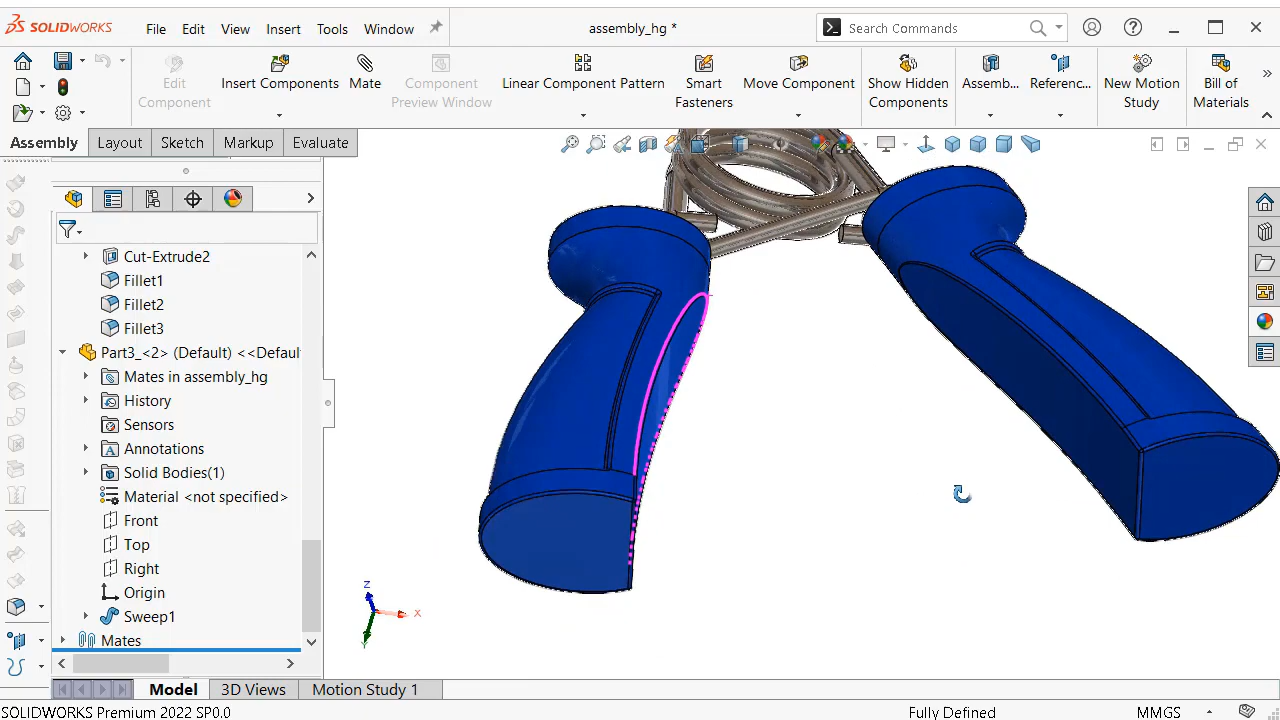 SOLIDWORKS
File Edit View Insert Tools Window
assembly_hg *
Search Commands
Edit Component
Insert Components
Mate
Component Preview Window
Linear Component Pattern
Smart Fasteners
Move Component
Show Hidden Components
Assemb...
Referenc...
New Motion Study
Bill of Materials
Assembly Layout Sketch Markup Evaluate
Cut-Extrude2
Fillet1
Fillet2
Fillet3
Part3_<2> (Default) <<Defaul
Mates in assembly_hg
History
Sensors
Annotations
Solid Bodies(1)
Material <not specified>
Front
Top
Right
Origin
Sweep1
Mates
Z
X
Y
Model 3D Views Motion Study 1
SOLIDWORKS Premium 2022 SP0.0 Fully Defined MMGS